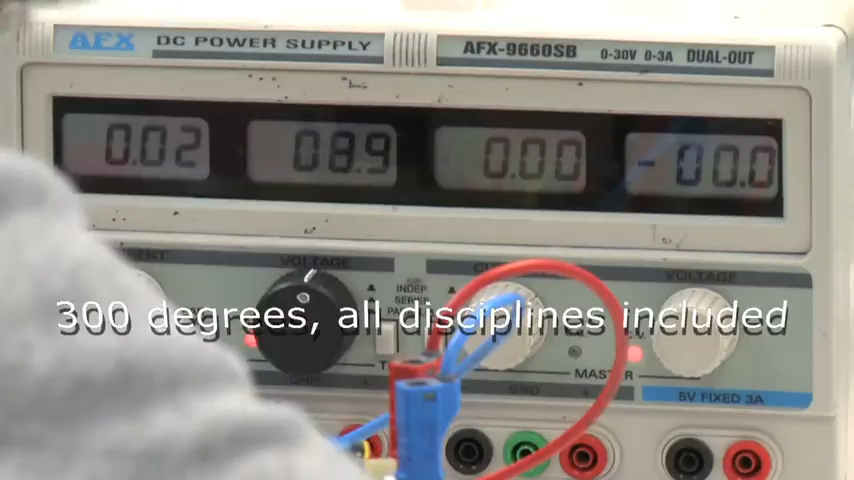 AFX DC POWER SUPPLY AFX-9660SB 0-30V 0-3A DUAL-OUT
0.02 08.9 0.00 -00.0
VOLTAGE VOLTAGE
INDEP
SERIES
300 degrees, all disciplines included
MASTER
5V FIXED 3A